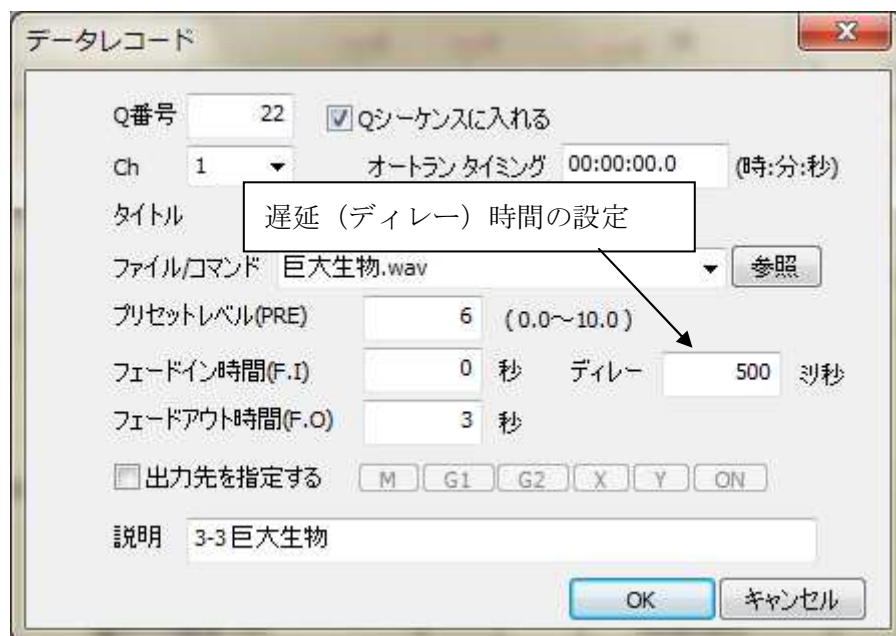 データレコード
Q番号 22 Qシーケンスに入れる
Ch 1 オートラン タイミング 00:00:00.0 (時:分:秒)
タイトル
遅延（ディレー）時間の設定
ファイル/コマンド 巨大生物.wav 参照
プリセットレベル(PRE) 6 (0.0～10.0)
フェードイン時間(F.I) 0 秒 ディレー 500 ミリ秒
フェードアウト時間(F.O) 3 秒
出力先を指定する M G1 G2 X Y ON
説明 3-3巨大生物
OK キャンセル